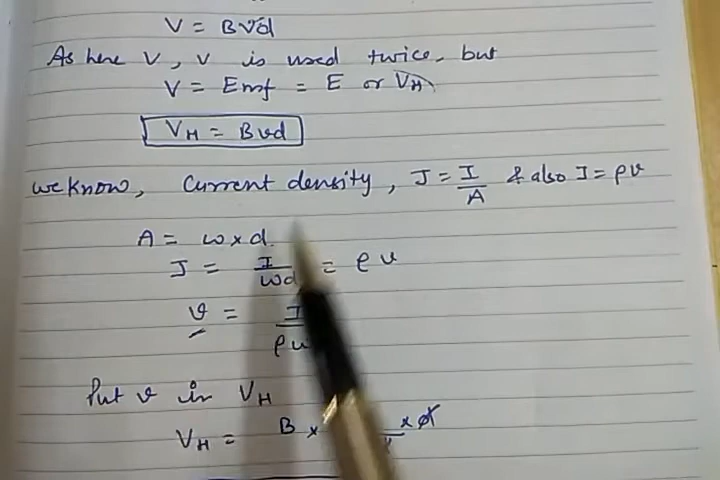 V = Bvd
As here V, v is used twice, but
V = Emf = E or VH
VH = Bvd
we know, Current density, J = I/A & also I = ρv
A = w×d
J = I/wd = ρv
v = I
Put v in VH
VH = B × × d